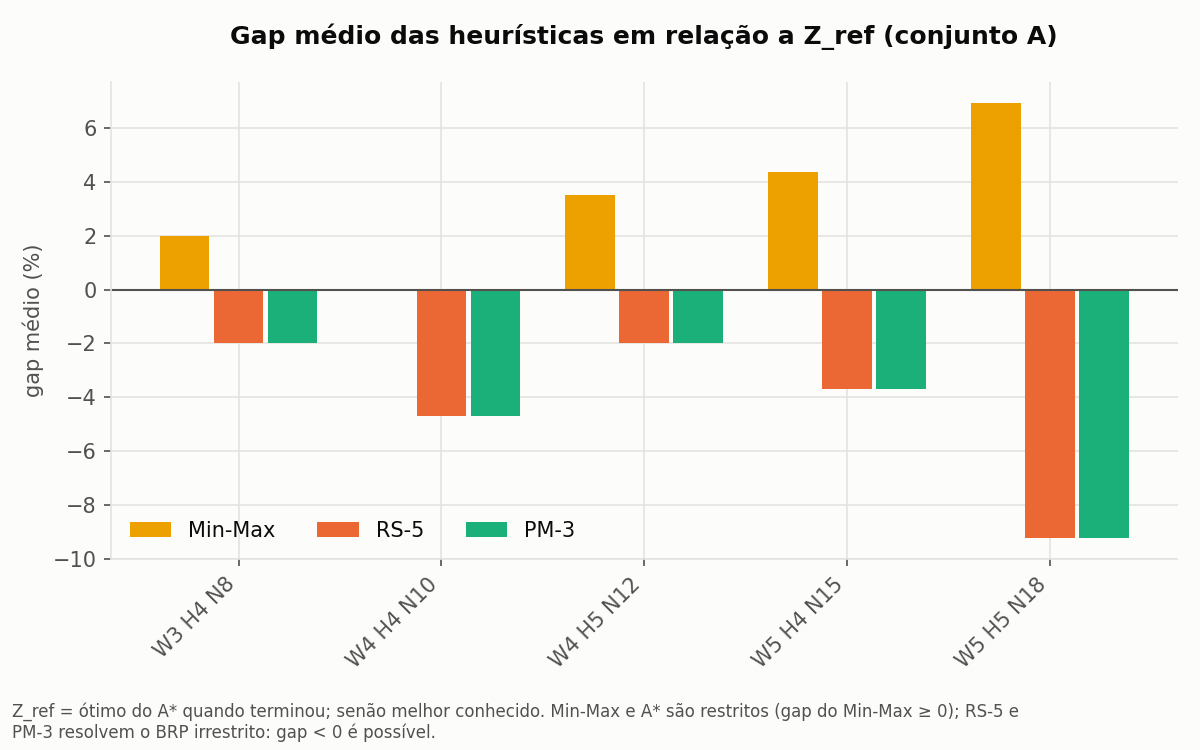 Gap médio das heurísticas em relação a Z_ref (conjunto A)
gap médio (%)
6
4
2
0
−2
−4
−6
−8
−10
Min-Max RS-5 PM-3
W3 H4 N8
W4 H4 N10
W4 H5 N12
W5 H4 N15
W5 H5 N18
Z_ref = ótimo do A* quando terminou; senão melhor conhecido. Min-Max e A* são restritos (gap do Min-Max ≥ 0); RS-5 e
PM-3 resolvem o BRP irrestrito: gap < 0 é possível.